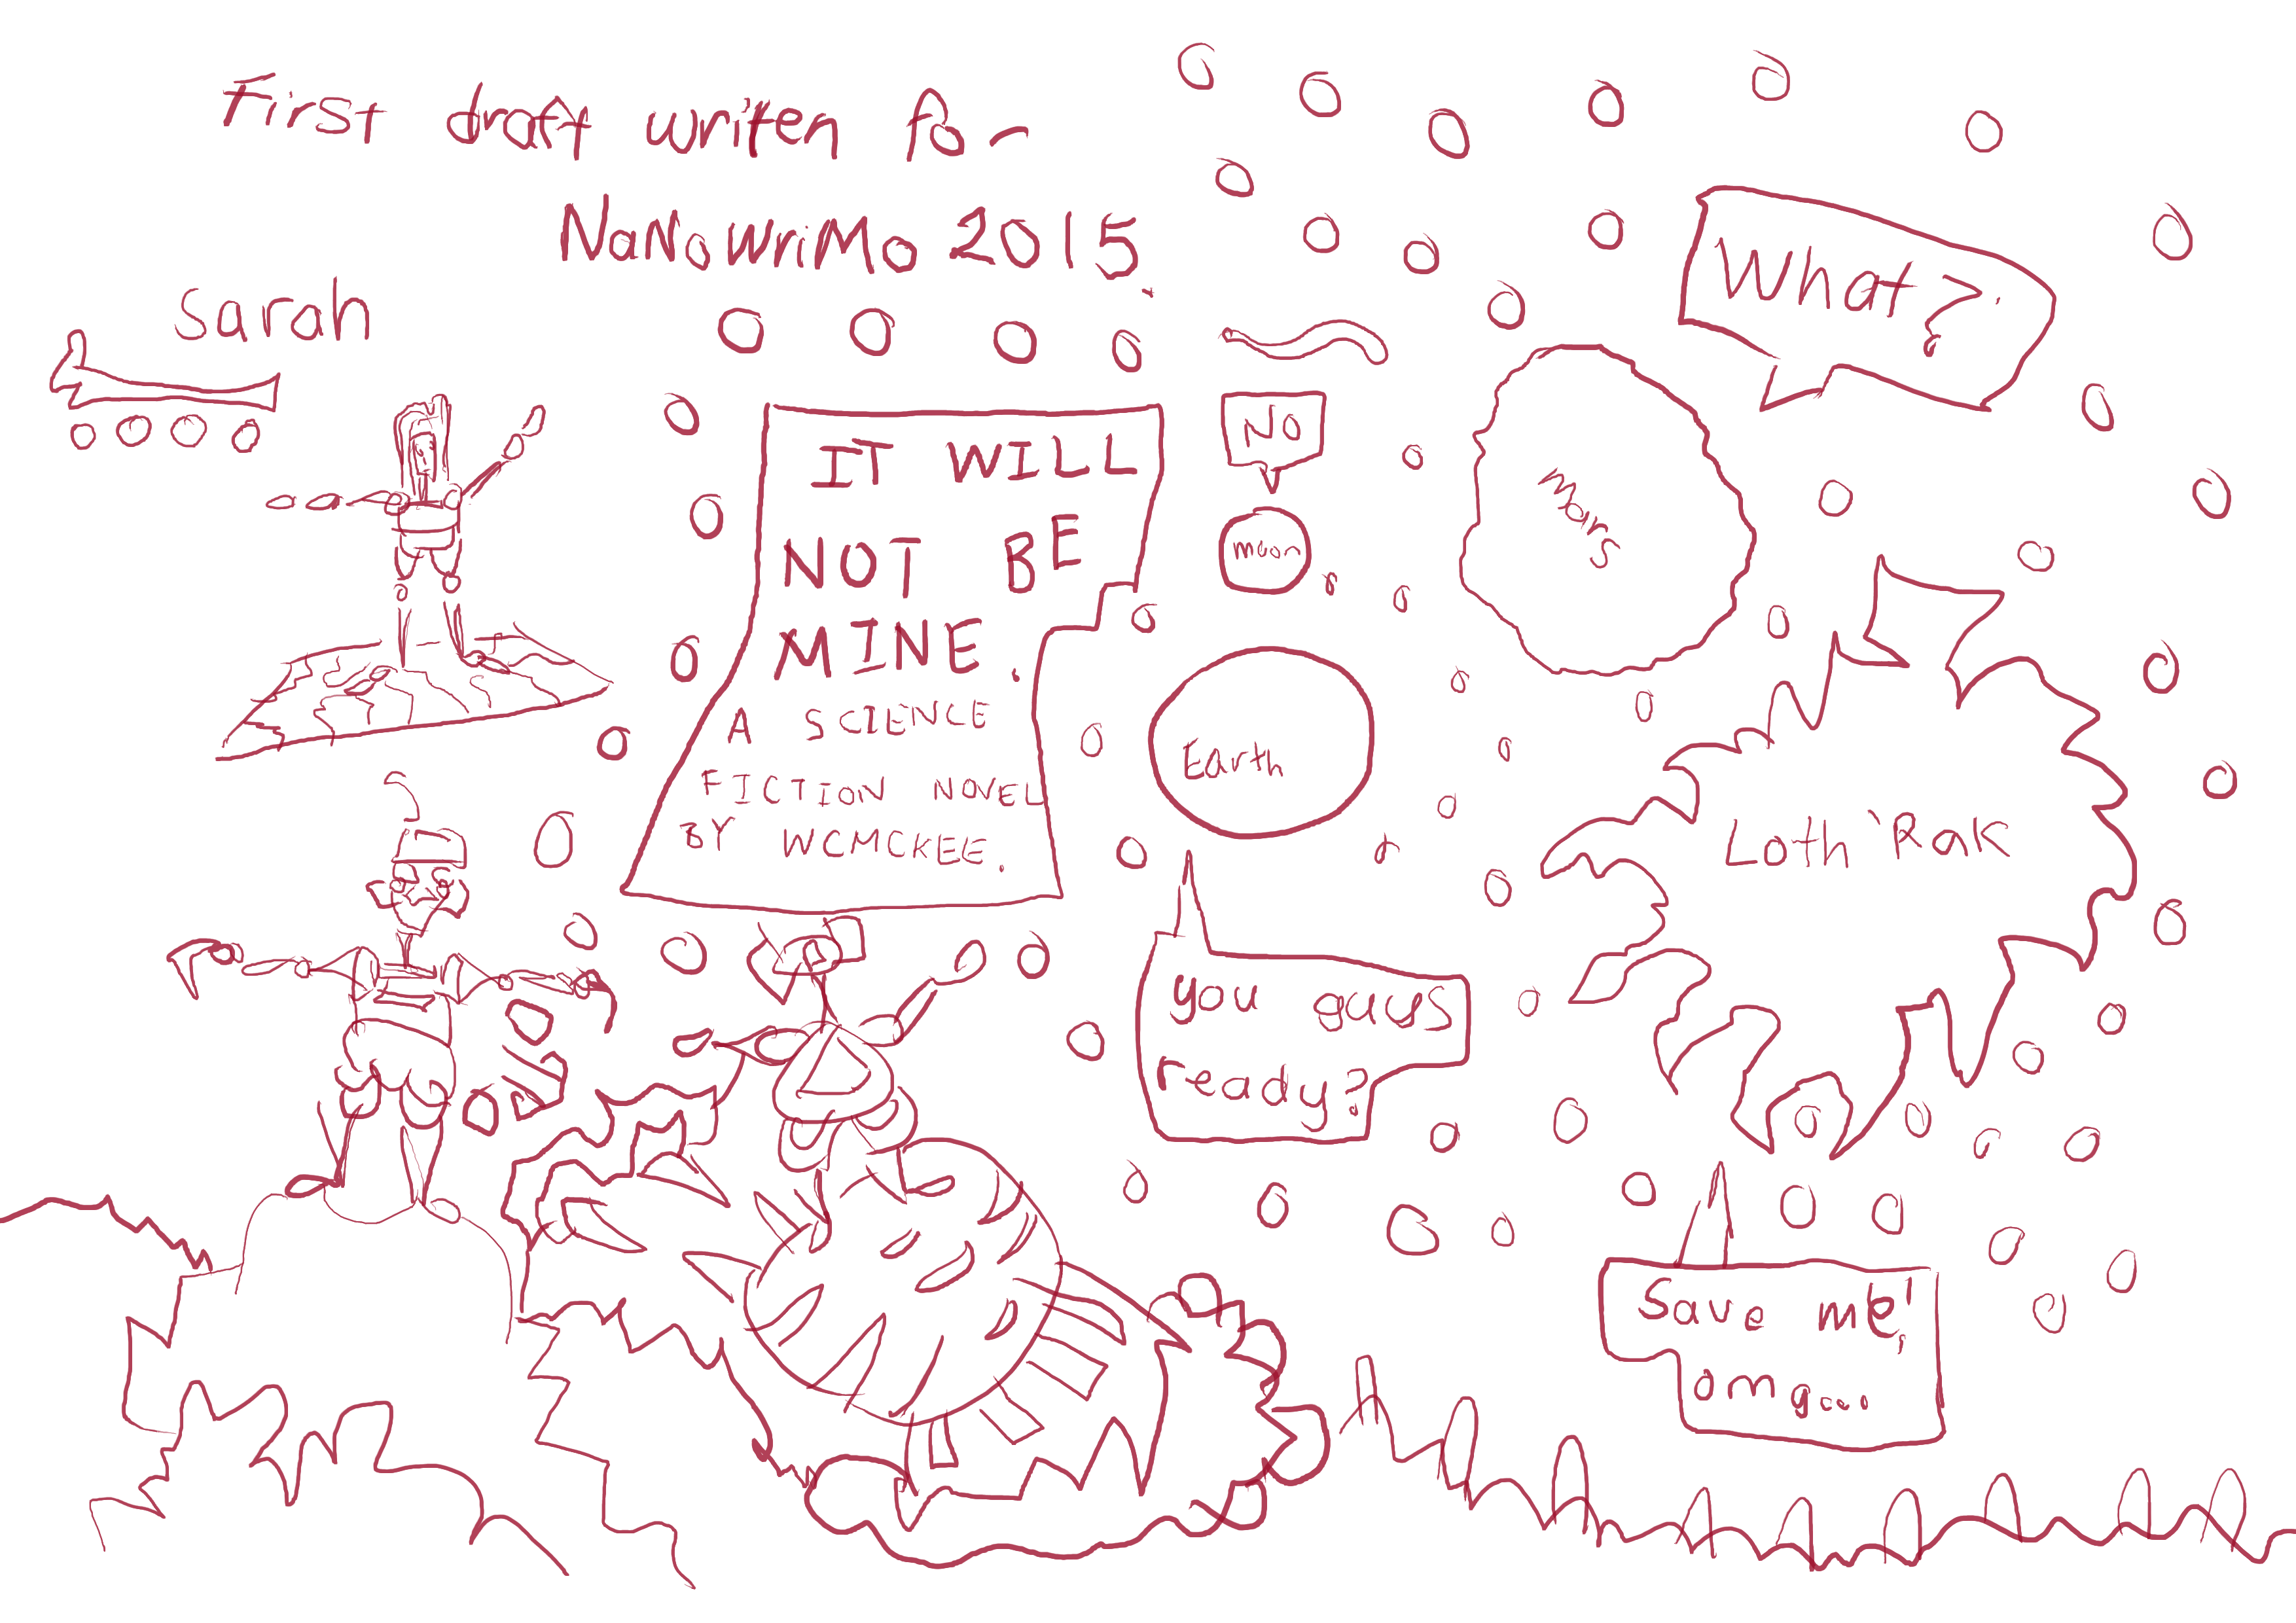 First draft writen for
NaNoWriMo 2015.
Sarah
IT WILL
NOT BE
MINE.
A SCIENCE
FICTION NOVEL
BY WCMCKEE.
No
moon
What?
Mars
Earth
Loth'Rak
you guys
ready?
Save me!
omg...